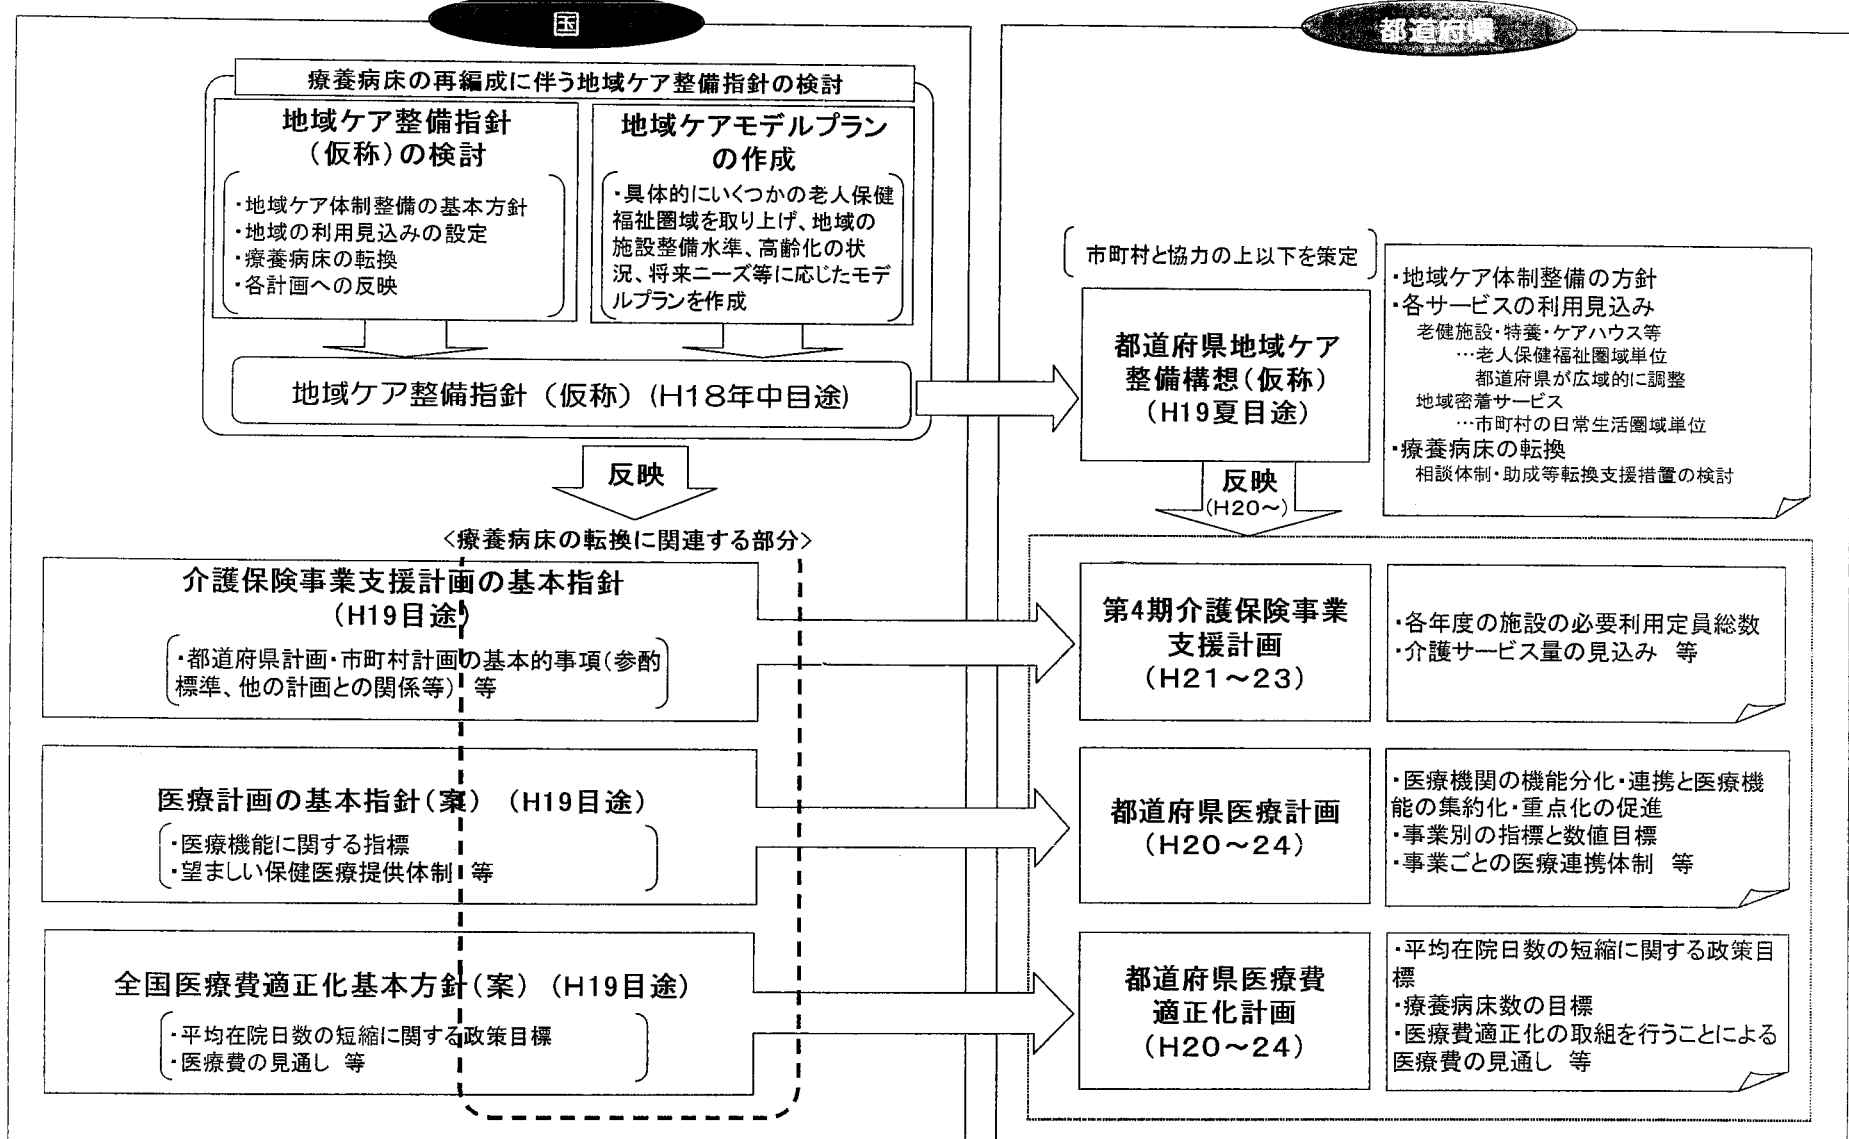 国
療養病床の再編成に伴う地域ケア整備指針の検討
地域ケア整備指針
(仮称)の検討
・地域ケア体制整備の基本方針
・地域の利用見込みの設定
・療養病床の転換
・各計画への反映
地域ケアモデルプラン
の作成
・具体的にいくつかの老人保健
福祉圏域を取り上げ、地域の
施設整備水準、高齢化の状
況、将来ニーズ等に応じたモデ
ルプランを作成
地域ケア整備指針(仮称)(H18年中目途)
反映
<療養病床の転換に関連する部分>
介護保険事業支援計画の基本指針
(H19目途)
・都道府県計画・市町村計画の基本的事項(参酌
標準、他の計画との関係等) 等
医療計画の基本指針(案)(H19目途)
・医療機能に関する指標
・望ましい保健医療提供体制 等
全国医療費適正化基本方針(案)(H19目途)
・平均在院日数の短縮に関する政策目標
・医療費の見通し 等
都道府県
市町村と協力の上以下を策定
都道府県地域ケア
整備構想(仮称)
(H19夏目途)
・地域ケア体制整備の方針
・各サービスの利用見込み
老健施設・特養・ケアハウス等
…老人保健福祉圏域単位
都道府県が広域的に調整
地域密着サービス
…市町村の日常生活圏域単位
・療養病床の転換
相談体制・助成等転換支援措置の検討
反映
(H20~)
第4期介護保険事業
支援計画
(H21~23)
・各年度の施設の必要利用定員総数
・介護サービス量の見込み 等
都道府県医療計画
(H20~24)
・医療機関の機能分化・連携と医療機
能の集約化・重点化の促進
・事業別の指標と数値目標
・事業ごとの医療連携体制 等
都道府県医療費
適正化計画
(H20~24)
・平均在院日数の短縮に関する政策目
標
・療養病床数の目標
・医療費適正化の取組を行うことによる
医療費の見通し 等